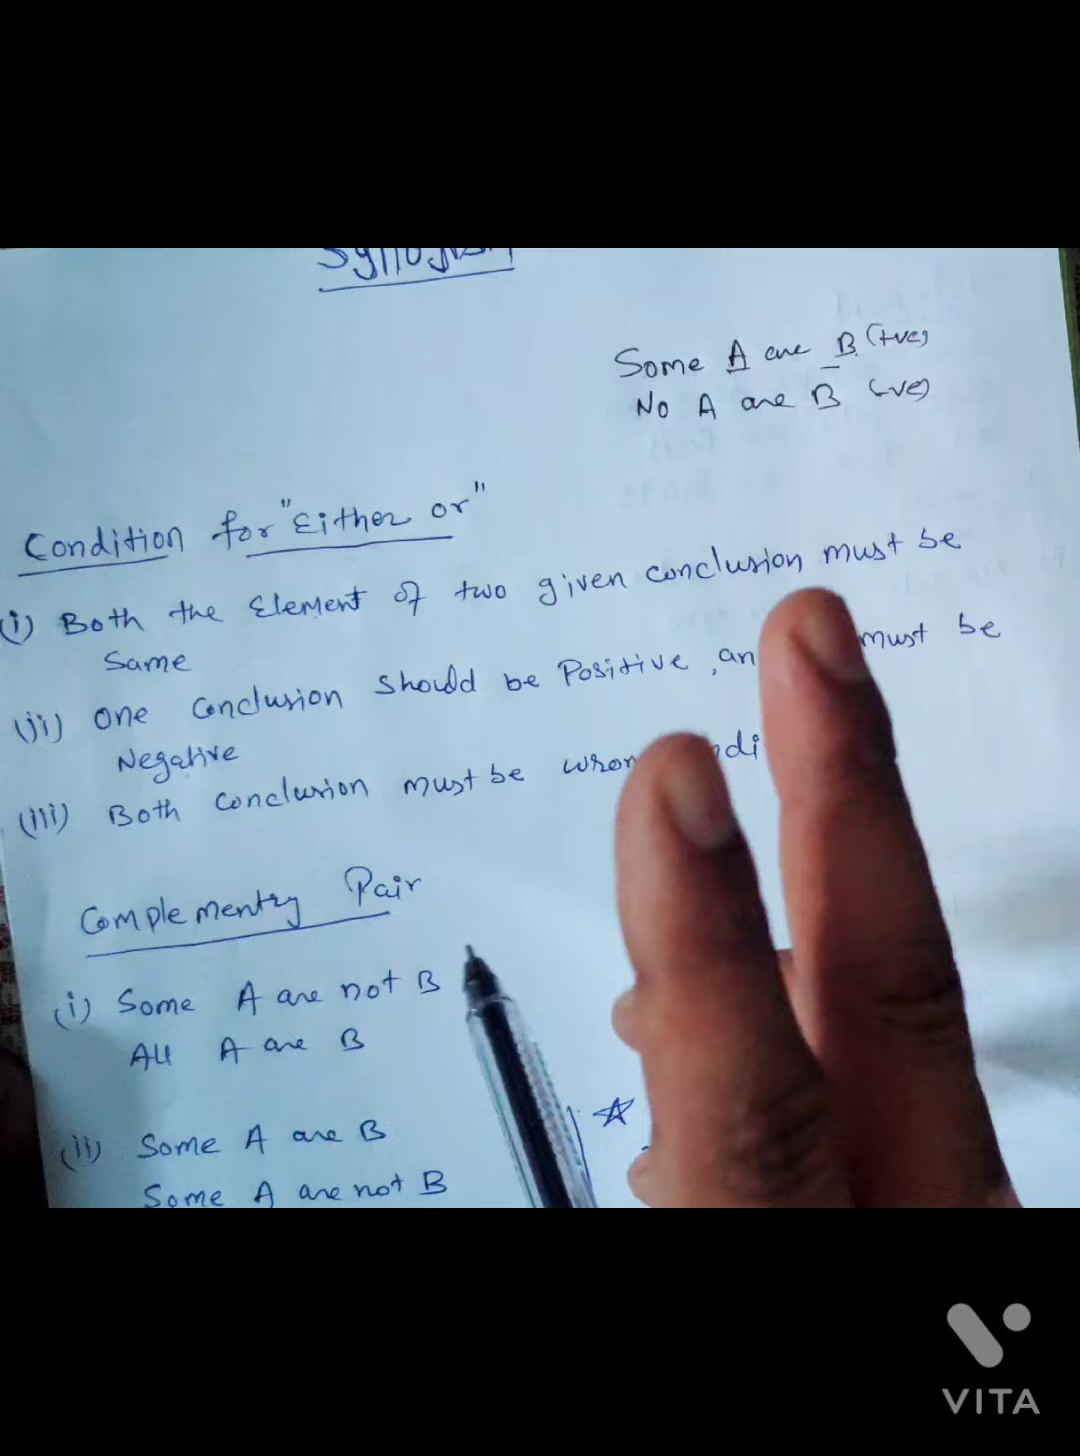 Syllogism
Some A are B (+ve)
No A are B (-ve)
Condition for "Either or"
(i) Both the Element of two given conclusion must be
Same
(ii) One Conclusion should be Positive, an must be
Negative
(iii) Both Conclusion must be
Complementry Pair
(i) Some A are not B
All A are B
(ii) Some A are B
Some A are not B
VITA